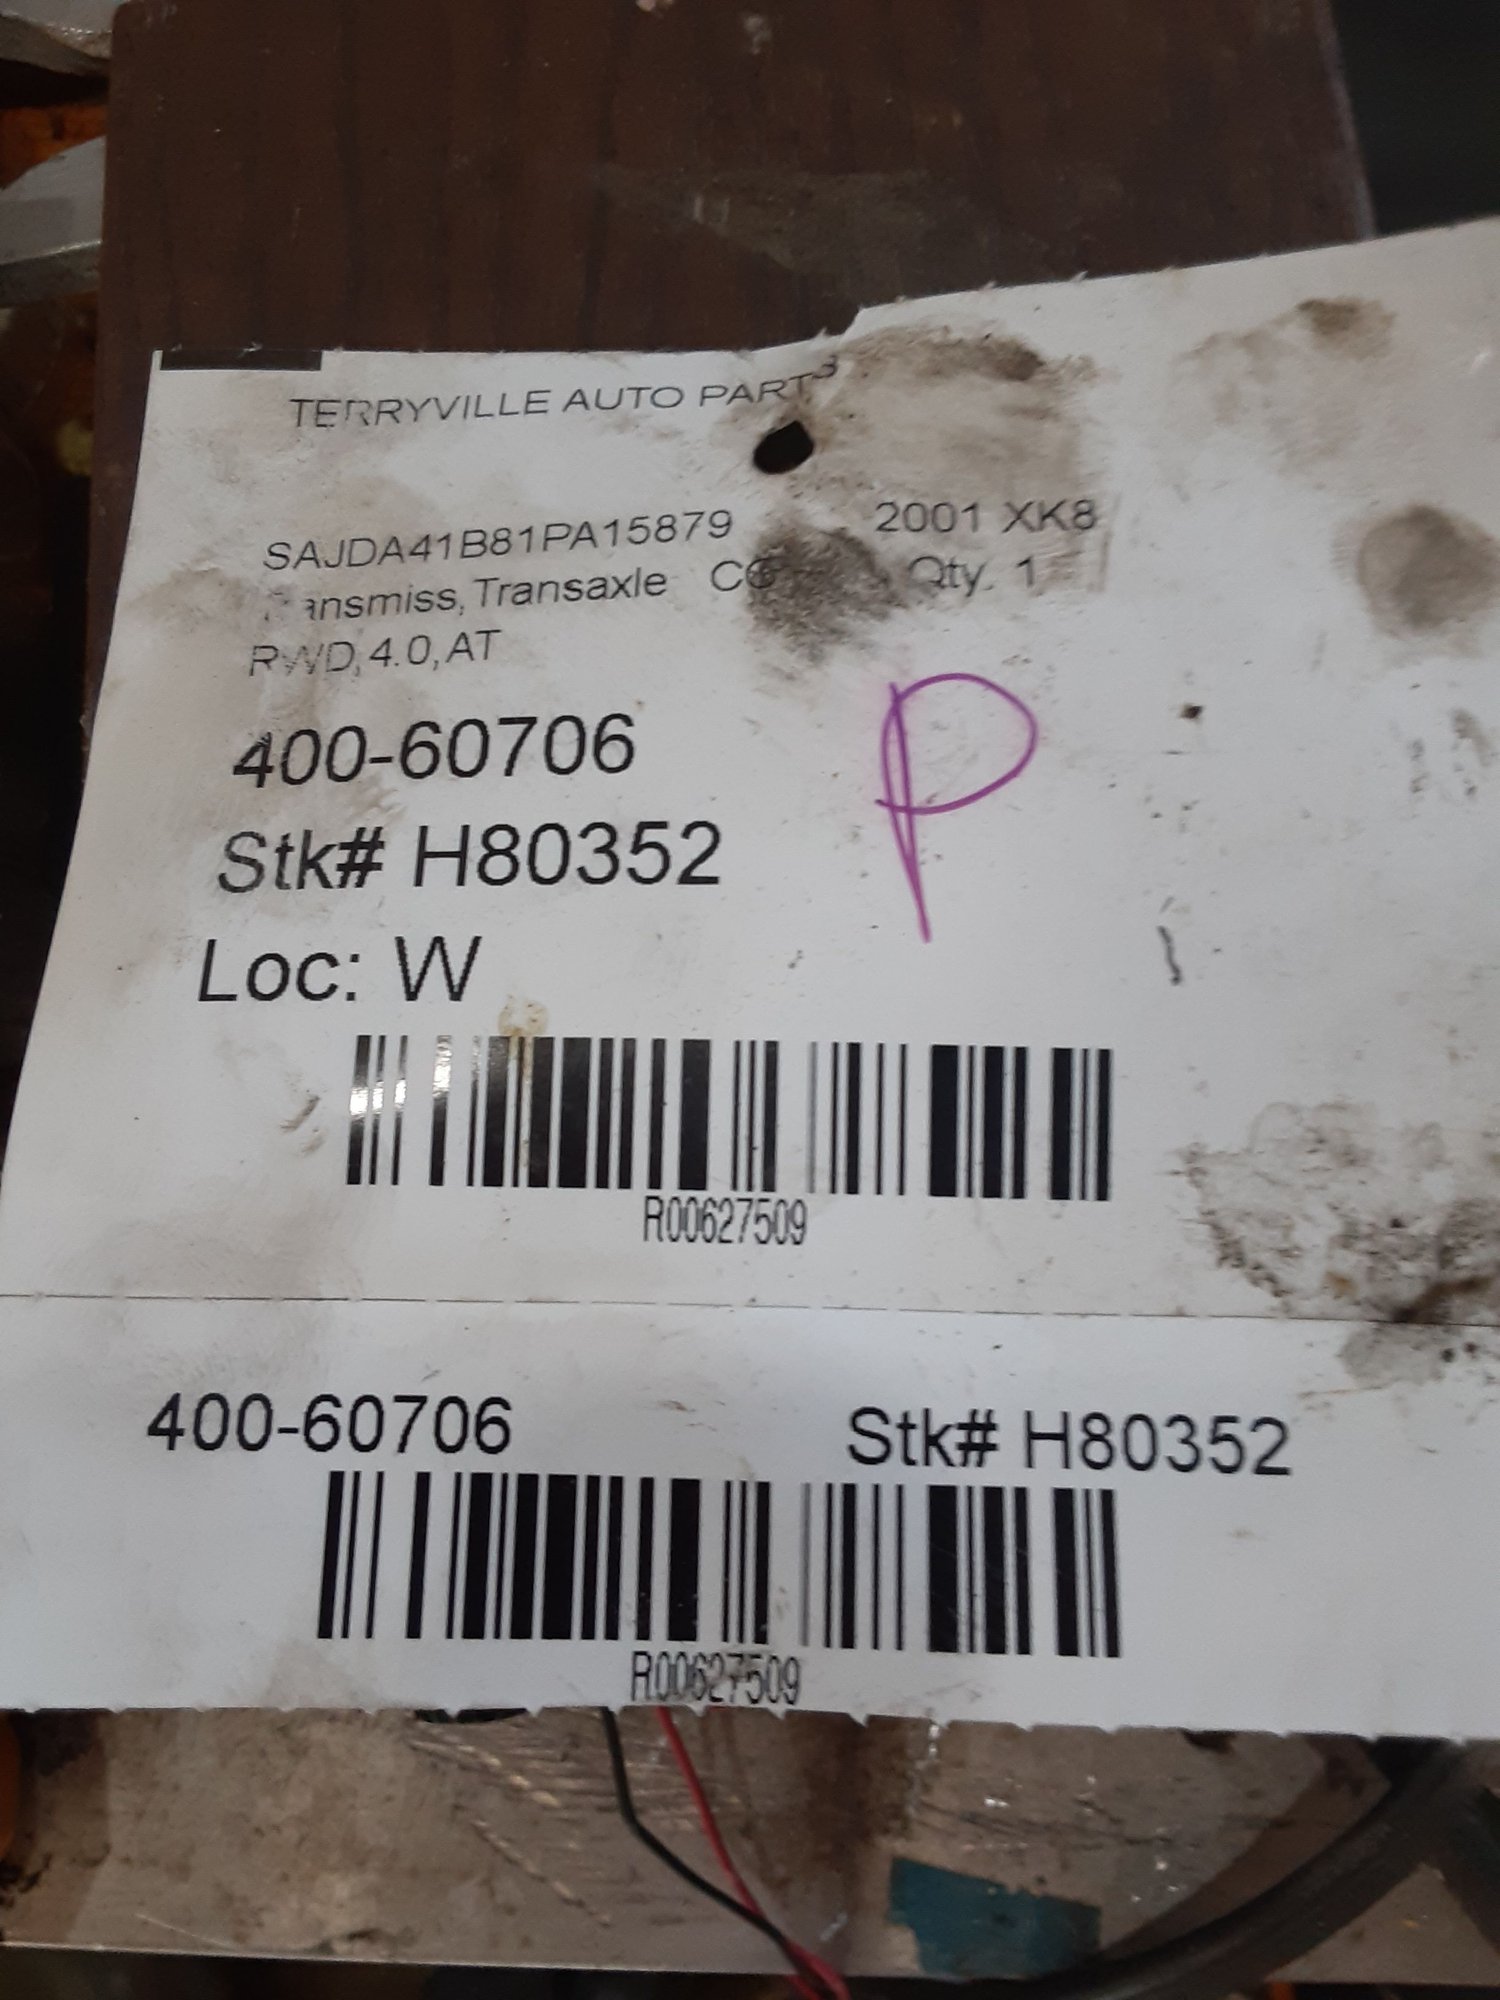 TERRYVILLE AUTO PARTS
SAJDA41B81PA15879 2001 XK8
Transmiss, Transaxle Qty. 1
RWD, 4.0, AT
400-60706
P
Stk# H80352
Loc: W
R00627509
400-60706 Stk# H80352
R00627509